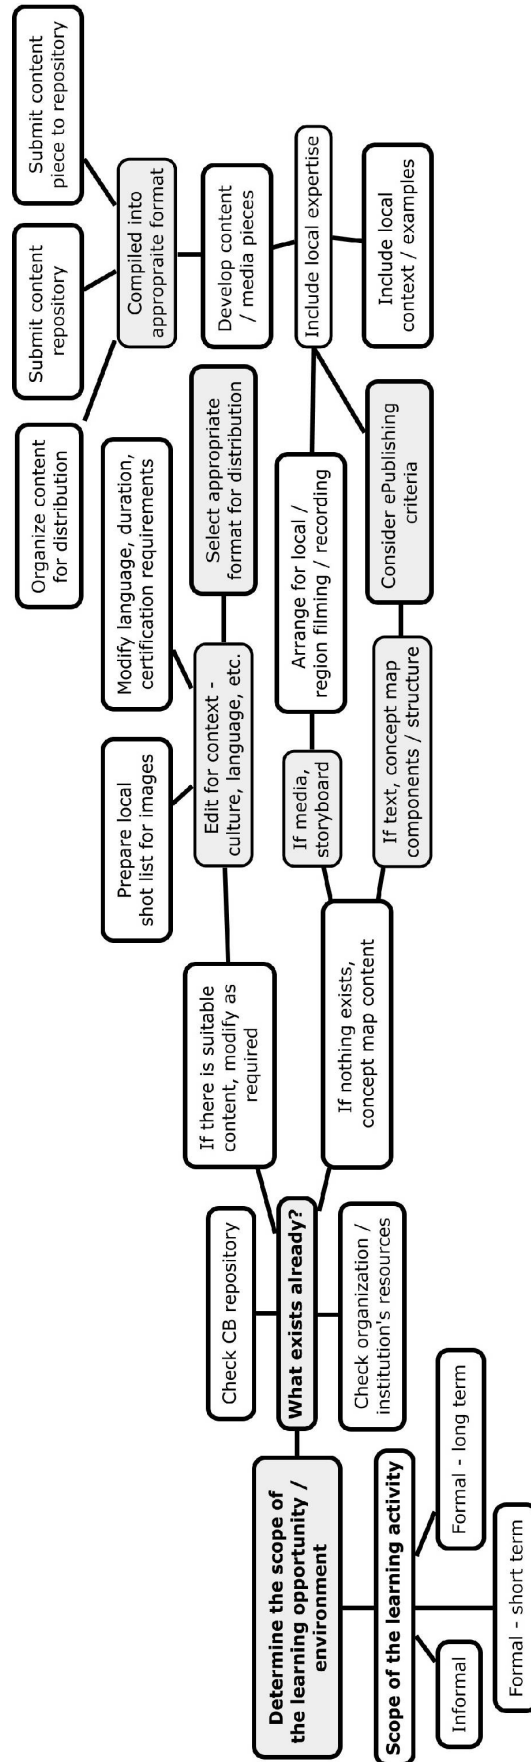 Determine the scope of
the learning opportunity /
environment
Scope of the learning activity
Informal
Formal - short term
Formal - long term
Check CB repository
What exists already?
Check organization /
institution's resources
If there is suitable
content, modify as
required
If nothing exists,
concept map content
Prepare local
shot list for images
Modify language, duration,
certification requirements
Edit for context -
culture, language, etc.
Select appropriate
format for distribution
If media,
storyboard
Arrange for local /
region filming / recording
If text, concept map
components / structure
Consider ePublishing
criteria
Organize content
for distribution
Submit content
repository
Submit content
piece to repository
Compiled into
appropraite format
Develop content
/ media pieces
Include local expertise
Include local
context / examples